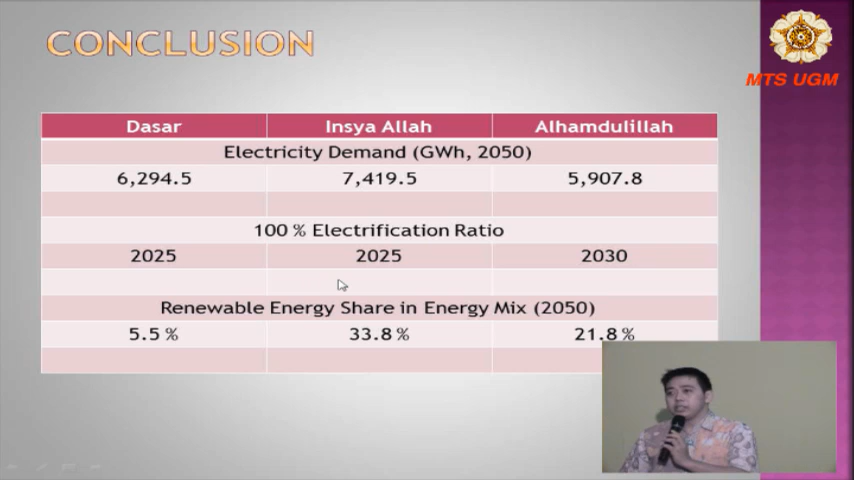 CONCLUSION
MTS UGM
Dasar Insya Allah Alhamdulillah
Electricity Demand (GWh, 2050)
6,294.5 7,419.5 5,907.8
100 % Electrification Ratio
2025 2025 2030
Renewable Energy Share in Energy Mix (2050)
5.5 % 33.8 % 21.8 %